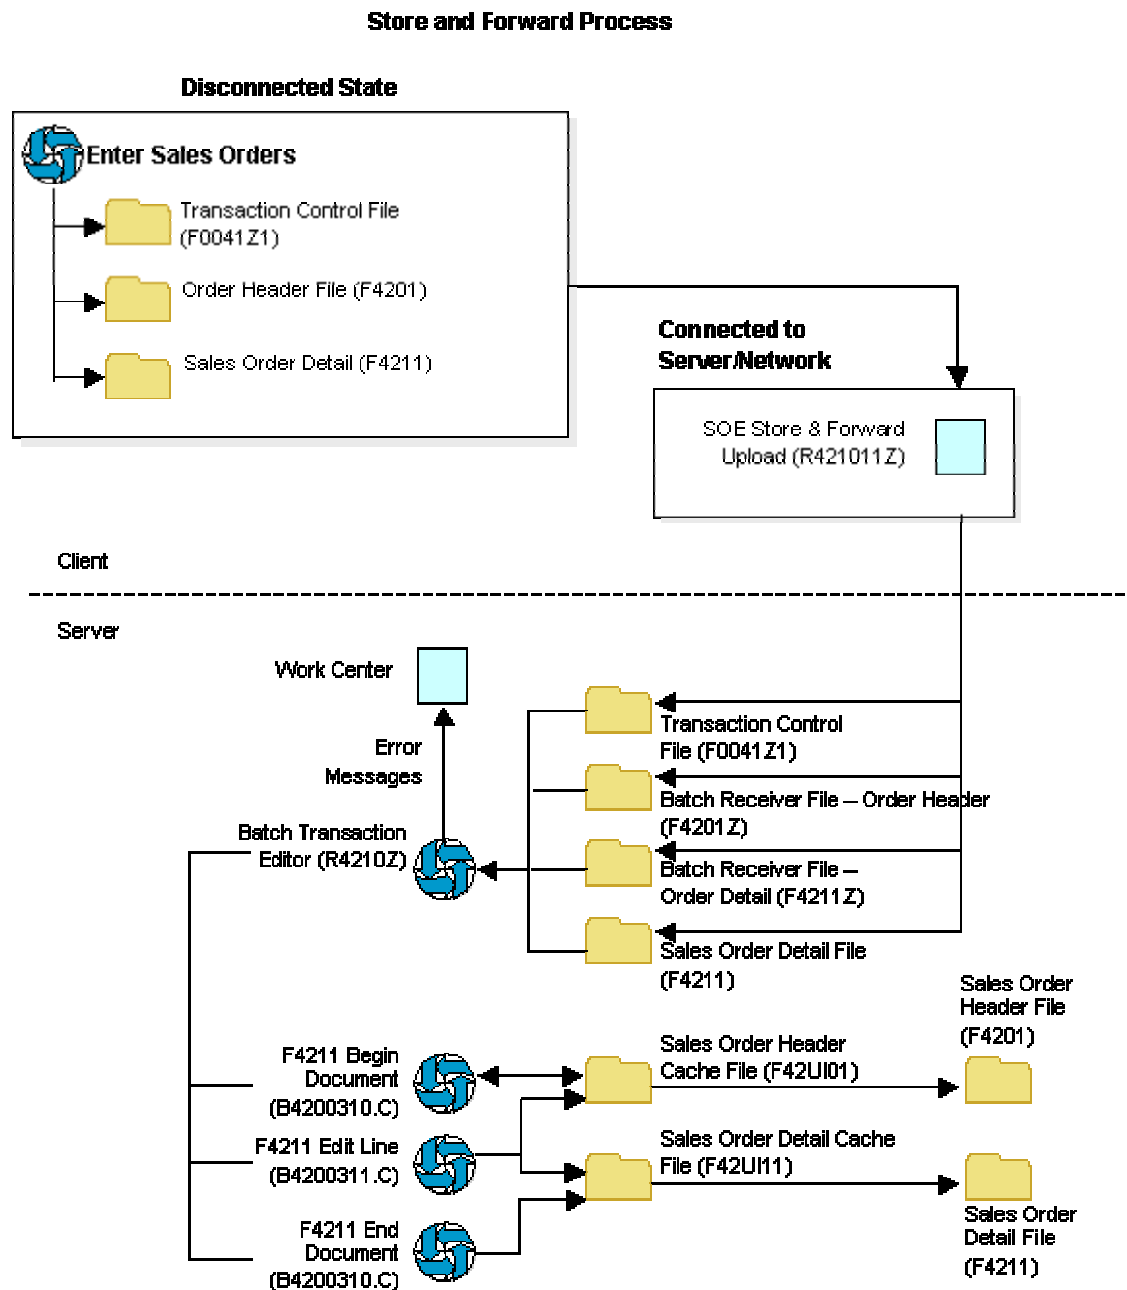 Store and Forward Process
Disconnected State
Enter Sales Orders
Transaction Control File
(F0041Z1)
Order Header File (F4201)
Sales Order Detail (F4211)
Connected to
Server/Network
SOE Store & Forward
Upload (R421011Z)
Client
Server
Work Center
Error
Messages
Transaction Control
File (F0041Z1)
Batch Receiver File – Order Header
(F4201Z)
Batch Transaction
Editor (R4210Z)
Batch Receiver File –
Order Detail (F4211Z)
Sales Order Detail File
(F4211)
Sales Order
Header File
(F4201)
F4211 Begin
Document
(B4200310.C)
Sales Order Header
Cache File (F42UI01)
F4211 Edit Line
(B4200311.C)
Sales Order Detail Cache
File (F42UI11)
F4211 End
Document
(B4200310.C)
Sales Order
Detail File
(F4211)